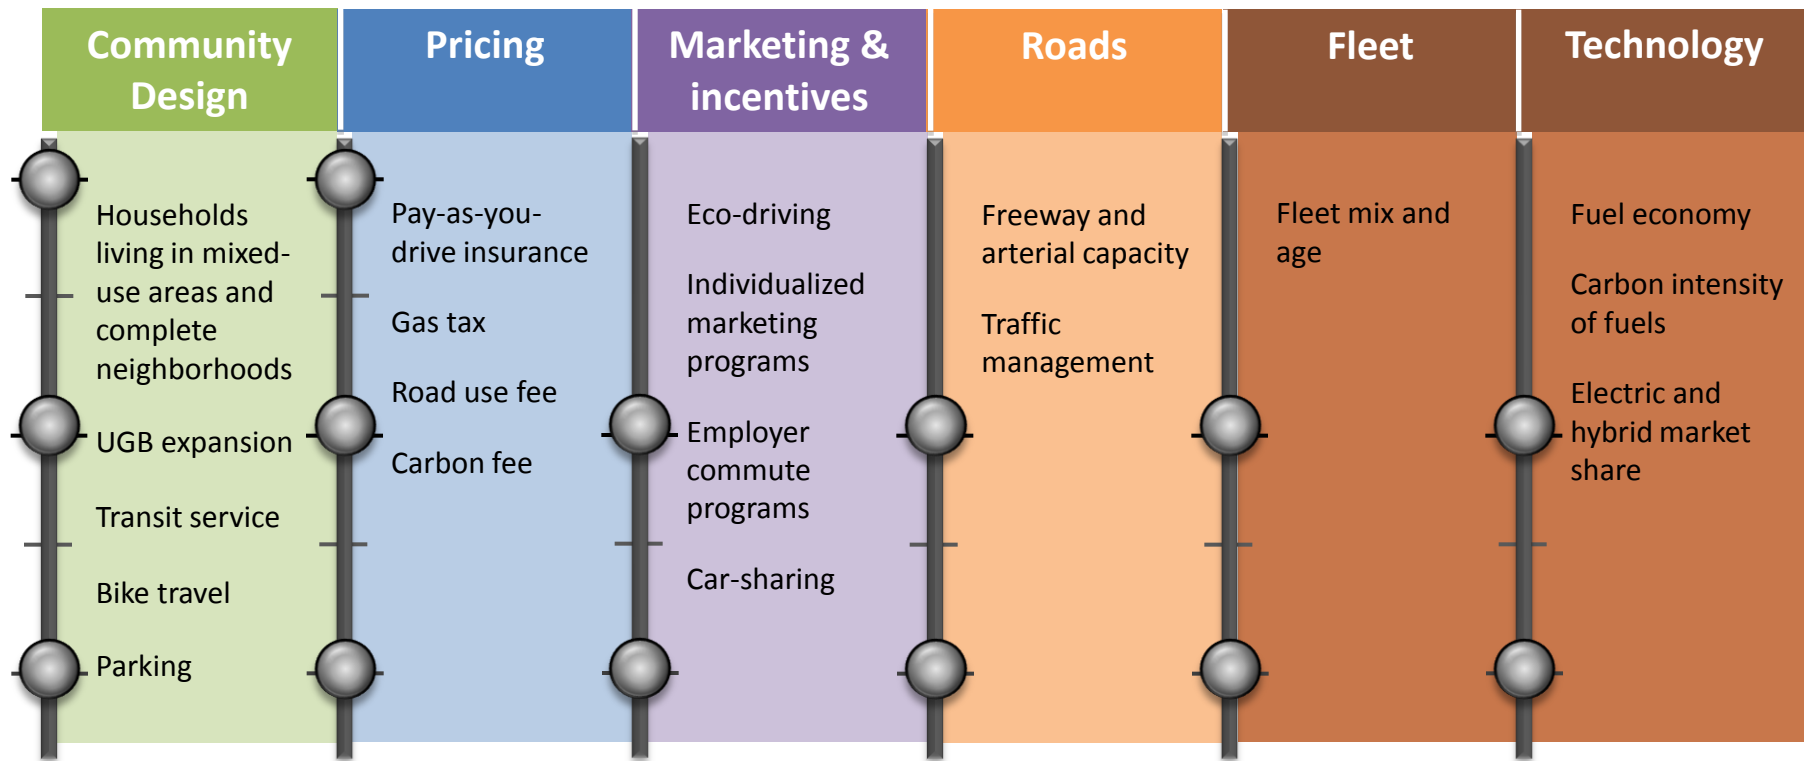 Community
Design
Pricing
Marketing &
incentives
Roads
Fleet
Technology
Households
living in mixed-
use areas and
complete
neighborhoods
UGB expansion
Transit service
Bike travel
Parking
Pay-as-you-
drive insurance
Gas tax
Road use fee
Carbon fee
Eco-driving
Individualized
marketing
programs
Employer
commute
programs
Car-sharing
Freeway and
arterial capacity
Traffic
management
Fleet mix and
age
Fuel economy
Carbon intensity
of fuels
Electric and
hybrid market
share